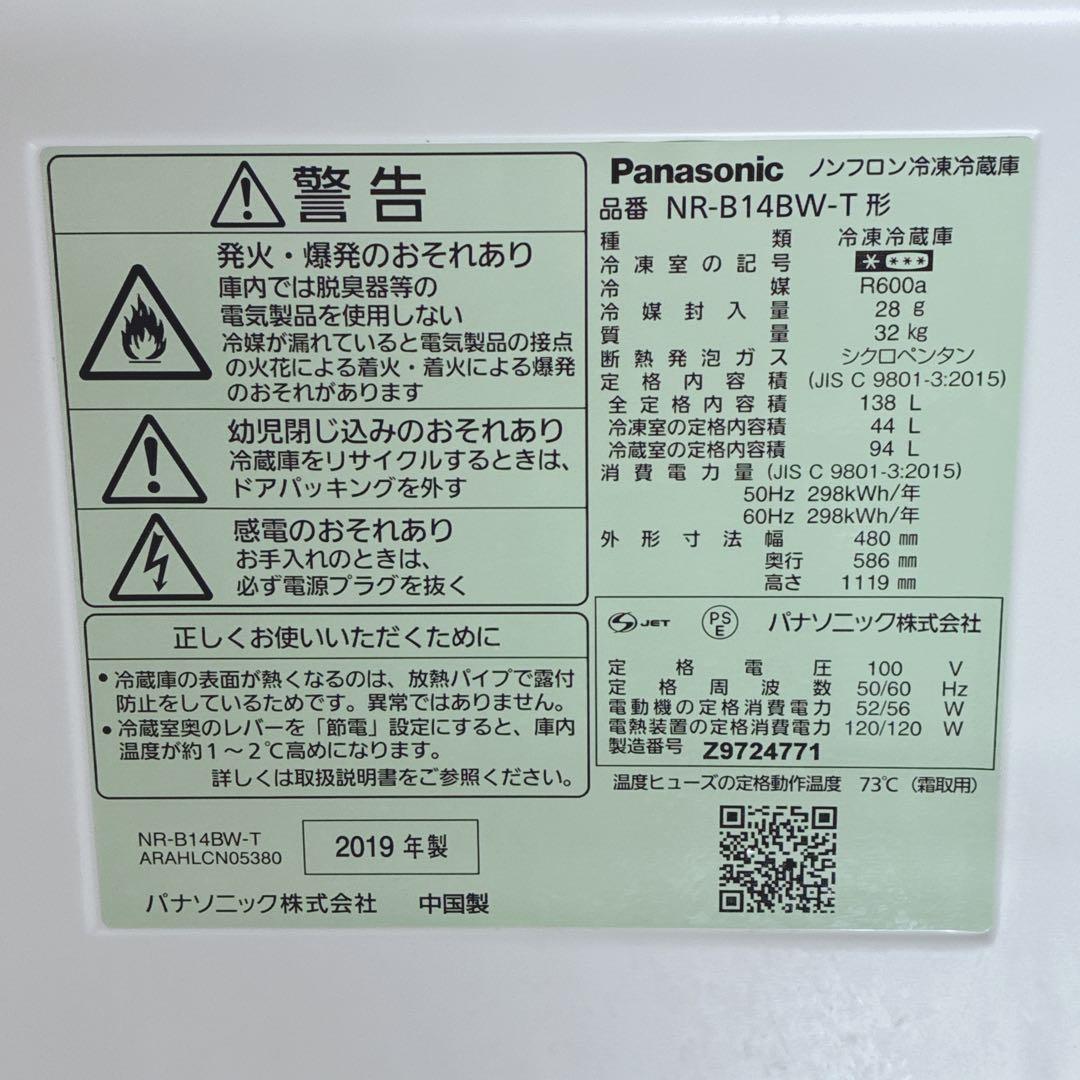 警告
発火・爆発のおそれあり
庫内では脱臭器等の
電気製品を使用しない
冷媒が漏れていると電気製品の接点
の火花による着火・着火による爆発
のおそれがあります
幼児閉じ込みのおそれあり
冷蔵庫をリサイクルするときは、
ドアパッキングを外す
感電のおそれあり
お手入れのときは、
必ず電源プラグを抜く
正しくお使いいただくために
• 冷蔵庫の表面が熱くなるのは、放熱パイプで露付
防止をしているためです。異常ではありません。
• 冷蔵室奥のレバーを「節電」設定にすると、庫内
温度が約1～2℃高めになります。
詳しくは取扱説明書をご参照ください。
NR-B14BW-T
ARAHLCN05380
2019 年製
パナソニック株式会社 中国製
Panasonic ノンフロン冷凍冷蔵庫
品番 NR-B14BW-T 形
種類 冷凍冷蔵庫
冷凍室の記号 * ***
冷媒 R600a
冷媒封入量 28 g
質量 32 kg
断熱発泡ガス シクロペンタン
定格内容積 (JIS C 9801-3:2015)
全定格内容積 138 L
冷凍室の定格内容積 44 L
冷蔵室の定格内容積 94 L
消費電力量 (JIS C 9801-3:2015)
50Hz 298kWh/年
60Hz 298kWh/年
外形寸法 幅 480 mm
奥行 586 mm
高さ 1119 mm
JET PSE パナソニック株式会社
定格電圧 100 V
定格周波数 50/60 Hz
電動機の定格消費電力 52/56 W
電熱装置の定格消費電力 120/120 W
製造番号 Z9724771
温度ヒューズの定格動作温度 73℃（霜取用）